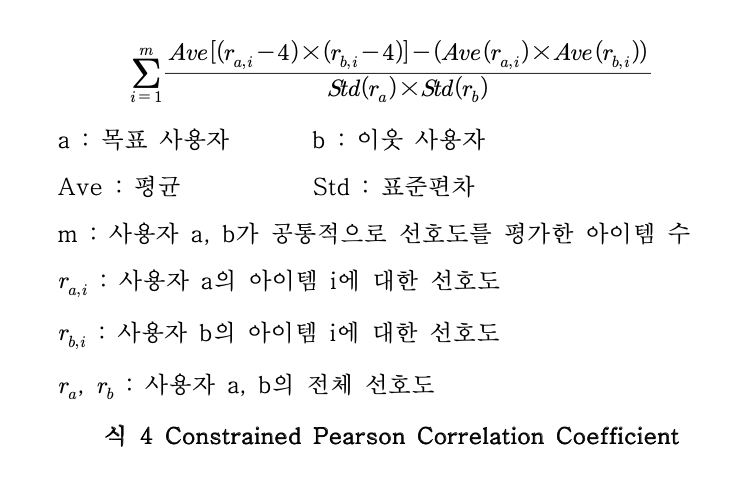 \sum_{i=1}^{m} \frac{Ave[(r_{a,i}-4)\times(r_{b,i}-4)]-(Ave(r_{a,i})\times Ave(r_{b,i}))}{Std(r_a)\times Std(r_b)}
a : 목표 사용자 b : 이웃 사용자
Ave : 평균 Std : 표준편차
m : 사용자 a, b가 공통적으로 선호도를 평가한 아이템 수
r_{a,i} : 사용자 a의 아이템 i에 대한 선호도
r_{b,i} : 사용자 b의 아이템 i에 대한 선호도
r_a, r_b : 사용자 a, b의 전체 선호도
식 4 Constrained Pearson Correlation Coefficient